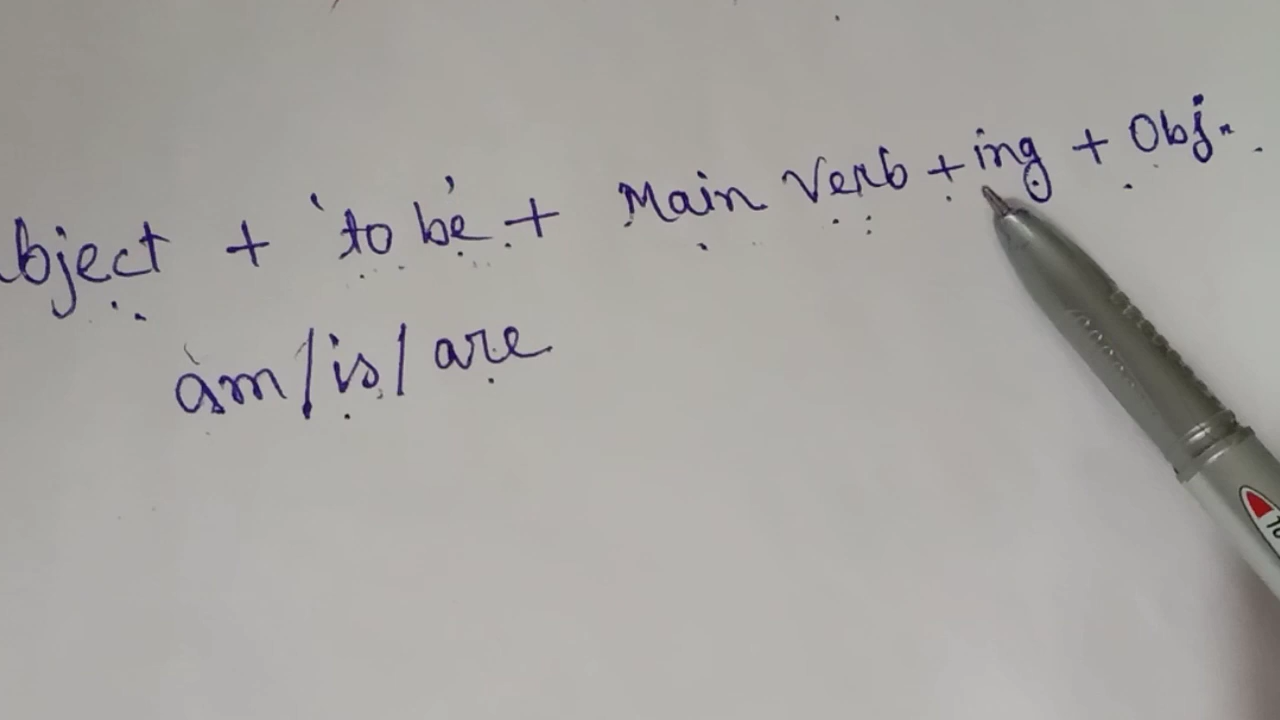 bject + 'to be' + Main Verb + ing + Obj.
am/is/are